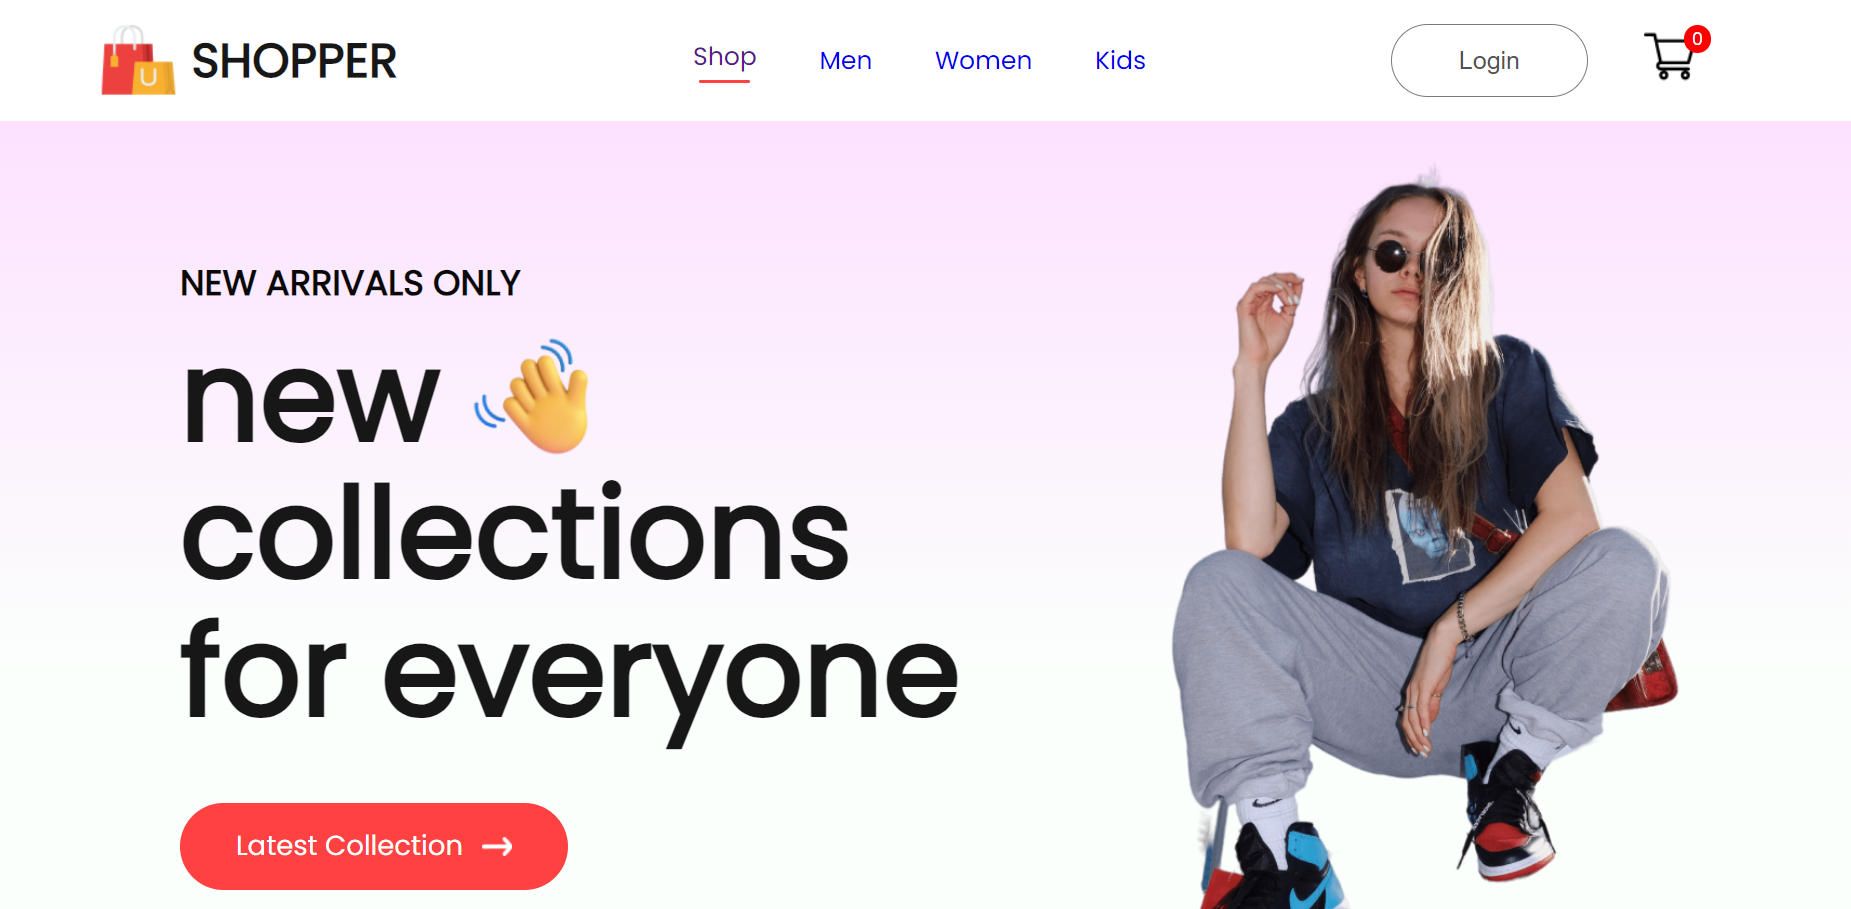 SHOPPER
Shop
Men
Women
Kids
Login
0
NEW ARRIVALS ONLY
new
collections
for everyone
Latest Collection